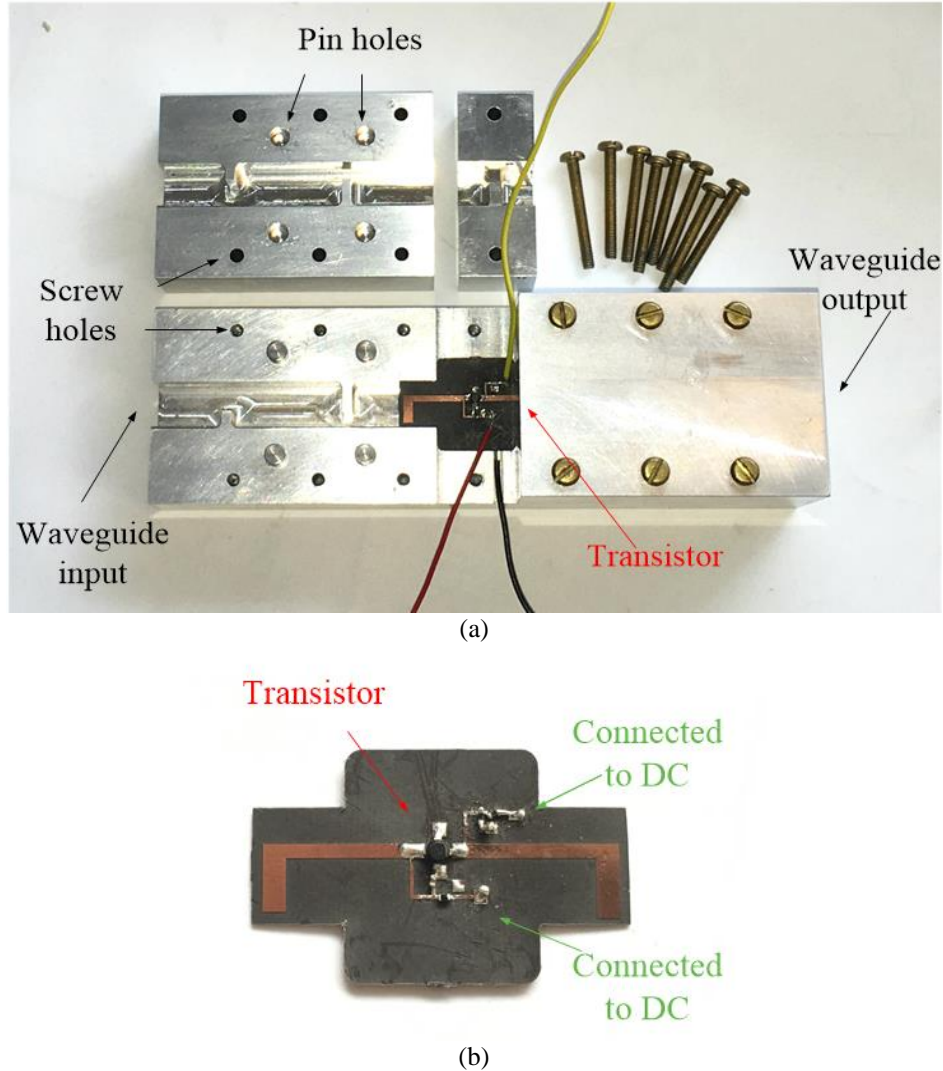 Pin holes
Screw
holes
Waveguide
output
Waveguide
input
Transistor
(a)
Transistor
Connected
to DC
Connected
to DC
(b)